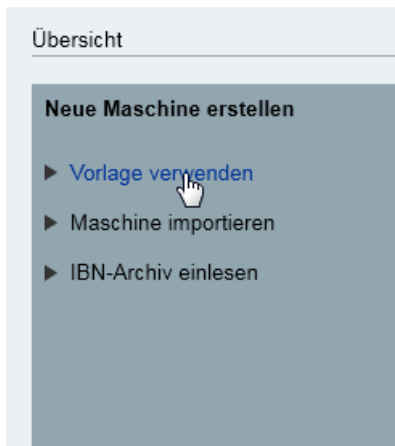 Übersicht
Neue Maschine erstellen
Vorlage verwenden
Maschine importieren
IBN-Archiv einlesen